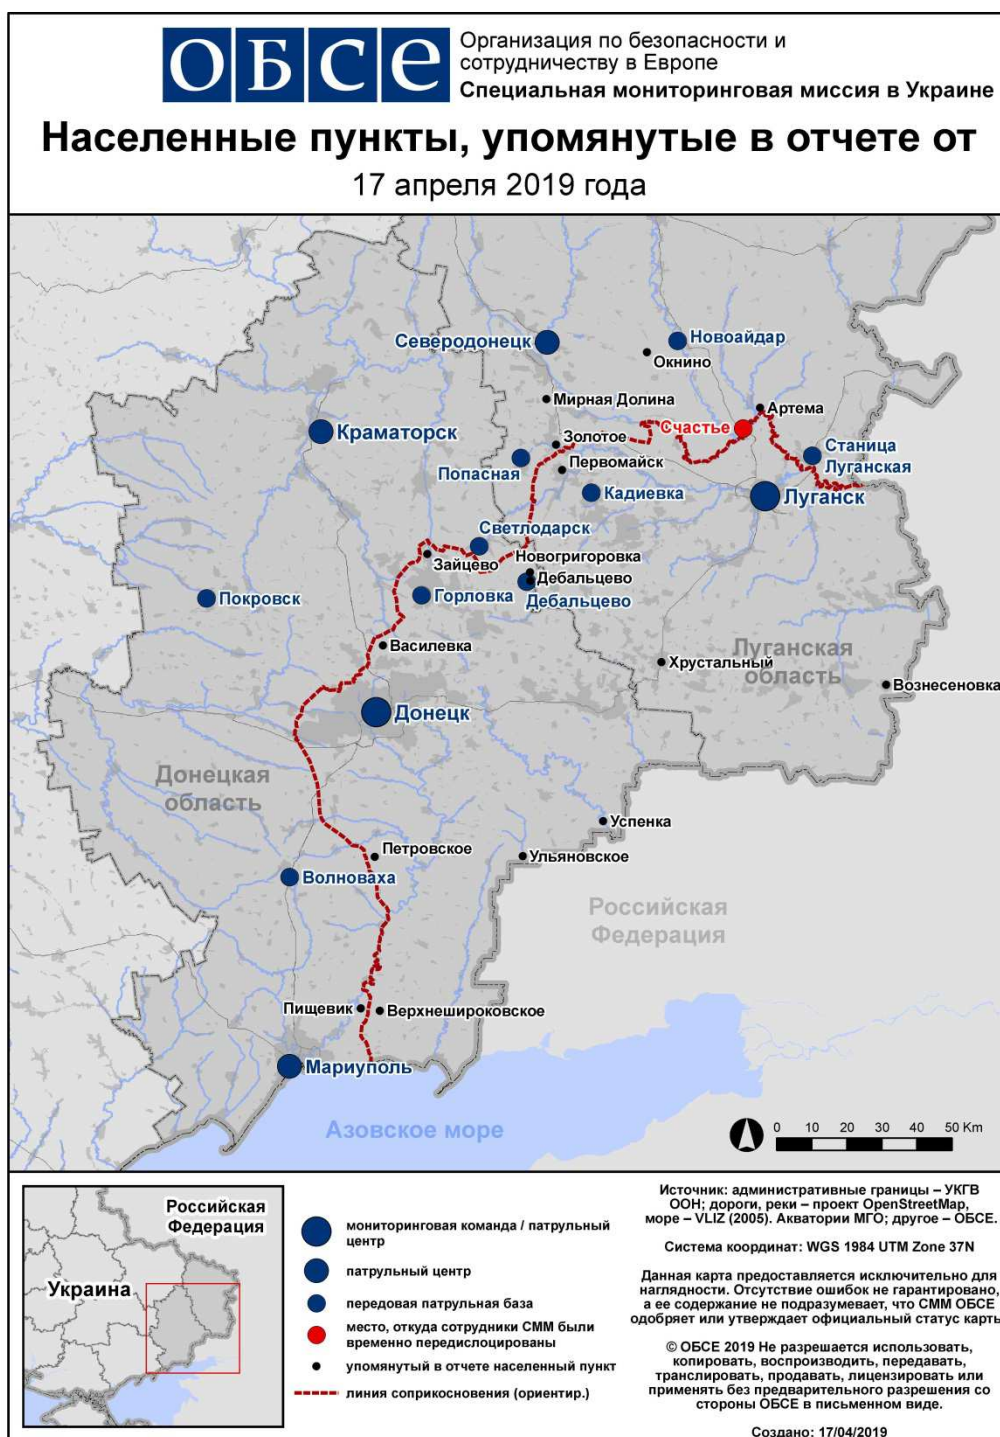 ОБСЕ
Организация по безопасности и
сотрудничеству в Европе
Специальная мониторинговая миссия в Украине
Населенные пункты, упомянутые в отчете от
17 апреля 2019 года
Северодонецк
Новоайдар
Окнино
Мирная Долина
Артема
Счастье
Краматорск
Золотое
Станица
Луганская
Попасная
Первомайск
Кадиевка
Луганск
Светлодарск
Зайцево
Новогригоровка
Дебальцево
Покровск
Горловка
Дебальцево
Василевка
Луганская
область
Хрустальный
Вознесеновка
Донецк
Донецкая
область
Успенка
Петровское
Ульяновское
Волноваха
Российская
Федерация
Пищевик
Верхнешироковское
Мариуполь
Азовское море
0 10 20 30 40 50 Km
Российская
Федерация
Украина
мониторинговая команда / патрульный
центр
патрульный центр
передовая патрульная база
место, откуда сотрудники СММ были
временно передислоцированы
упомянутый в отчете населенный пункт
линия соприкосновения (ориентир.)
Источник: административные границы – УКГВ
ООН; дороги, реки – проект OpenStreetMap,
море – VLIZ (2005). Акватории МГО; другое – ОБСЕ.
Система координат: WGS 1984 UTM Zone 37N
Данная карта предоставляется исключительно для
наглядности. Отсутствие ошибок не гарантировано,
а ее содержание не подразумевает, что СММ ОБСЕ
одобряет или утверждает официальный статус карты
© ОБСЕ 2019 Не разрешается использовать,
копировать, воспроизводить, передавать,
транслировать, продавать, лицензировать или
применять без предварительного разрешения со
стороны ОБСЕ в письменном виде.
Создано: 17/04/2019